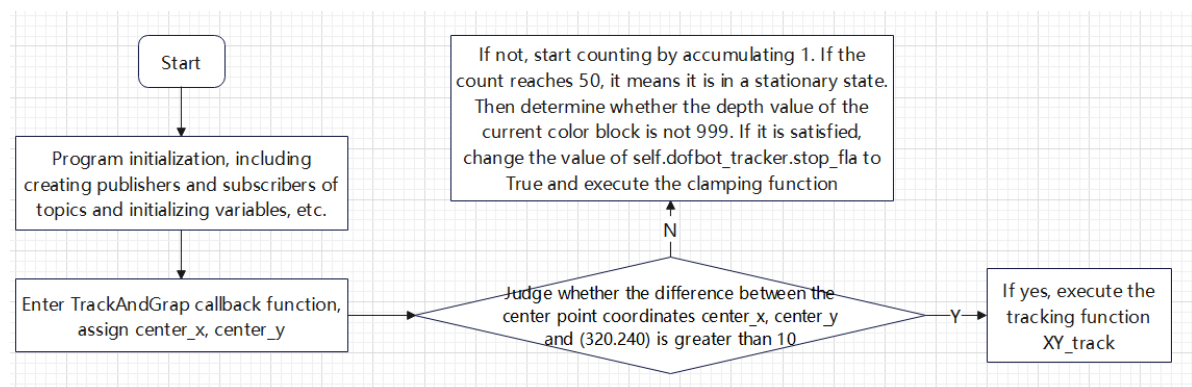 Start
Program initialization, including
creating publishers and subscribers of
topics and initializing variables, etc.
Enter TrackAndGrap callback function,
assign center_x, center_y
Judge whether the difference between the
center point coordinates center_x, center_y
and (320.240) is greater than 10
N
If not, start counting by accumulating 1. If the
count reaches 50, it means it is in a stationary state.
Then determine whether the depth value of the
current color block is not 999. If it is satisfied,
change the value of self.dofbot_tracker.stop_fla to
True and execute the clamping function
Y
If yes, execute the
tracking function
XY_track